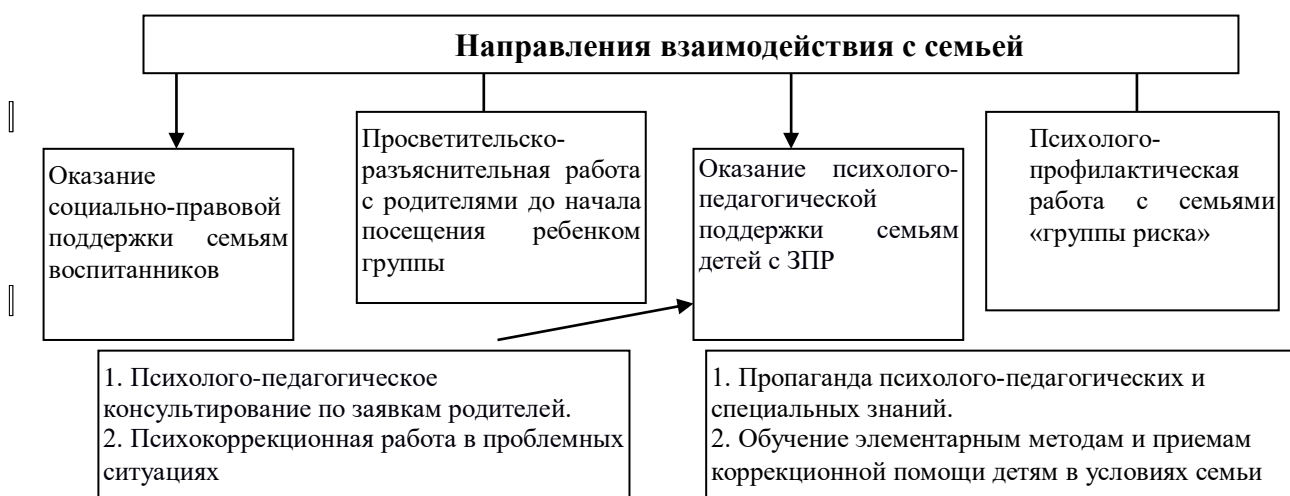 Направления взаимодействия с семьей
Оказание
социально-правовой
поддержки семьям
воспитанников
Просветительско-
разъяснительная работа
с родителями до начала
посещения ребенком
группы
Оказание психолого-
педагогической
поддержки семьям
детей с ЗПР
Психолого-
профилактическая
работа с семьями
«группы риска»
1. Психолого-педагогическое
консультирование по заявкам родителей.
2. Психокоррекционная работа в проблемных
ситуациях
1. Пропаганда психолого-педагогических и
специальных знаний.
2. Обучение элементарным методам и приемам
коррекционной помощи детям в условиях семьи